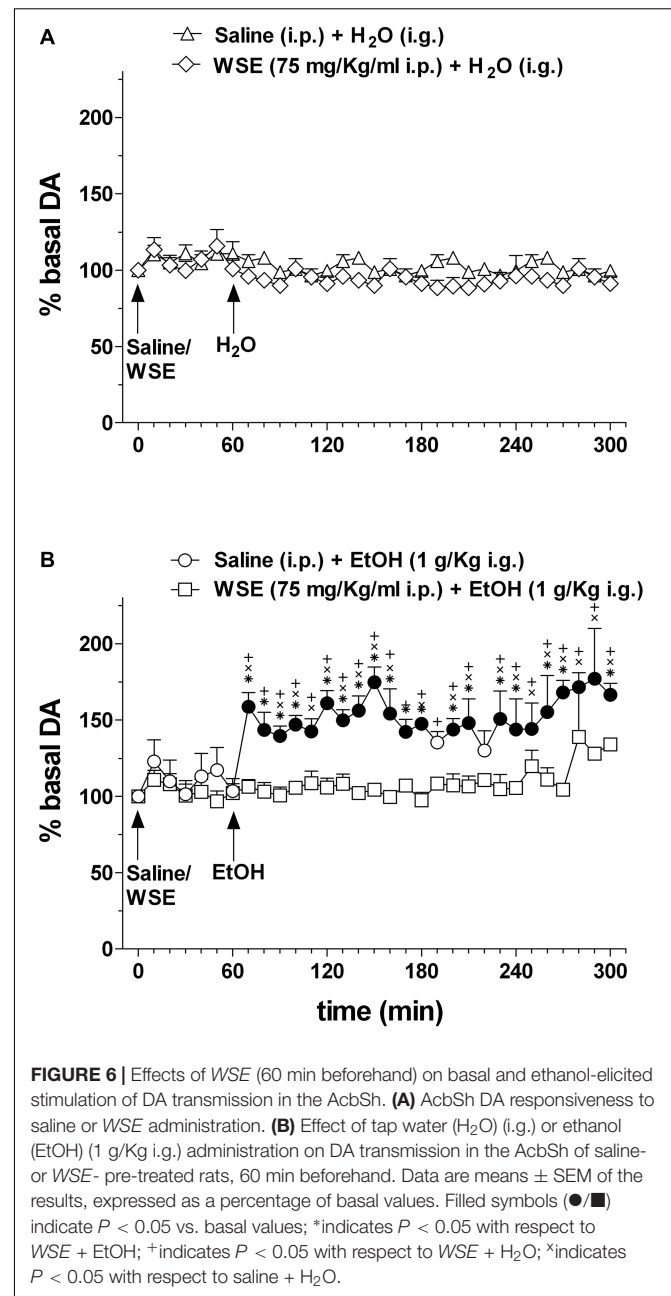 A
Saline (i.p.) + H₂O (i.g.)
WSE (75 mg/Kg/ml i.p.) + H₂O (i.g.)
% basal DA
200
150
100
50
0
Saline/
WSE
H₂O
0 60 120 180 240 300
B
Saline (i.p.) + EtOH (1 g/Kg i.g.)
WSE (75 mg/Kg/ml i.p.) + EtOH (1 g/Kg i.g.)
% basal DA
200
150
100
50
0
Saline/
WSE
EtOH
0 60 120 180 240 300
time (min)
FIGURE 6 | Effects of WSE (60 min beforehand) on basal and ethanol-elicited
stimulation of DA transmission in the AcbSh. (A) AcbSh DA responsiveness to
saline or WSE administration. (B) Effect of tap water (H₂O) (i.g.) or ethanol
(EtOH) (1 g/Kg i.g.) administration on DA transmission in the AcbSh of saline-
or WSE- pre-treated rats, 60 min beforehand. Data are means ± SEM of the
results, expressed as a percentage of basal values. Filled symbols (●/■)
indicate P < 0.05 vs. basal values; *indicates P < 0.05 with respect to
WSE + EtOH; ⁺indicates P < 0.05 with respect to WSE + H₂O; ˣindicates
P < 0.05 with respect to saline + H₂O.